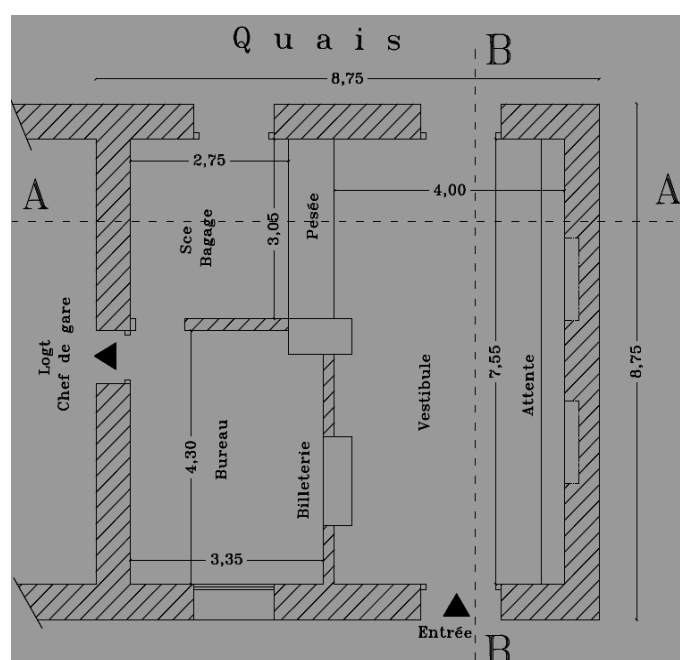 Quais
B
8,75
A
2,75
4,00
A
Sce
Bagage
3,05
Pesée
Logt
Chef de gare
4,30
Bureau
Billeterie
Vestibule
7,55
Attente
8,75
3,35
Entrée
B